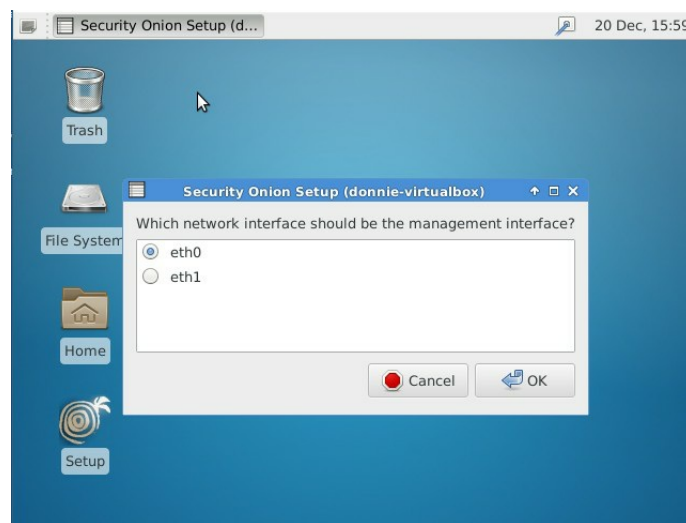 Security Onion Setup (d...
20 Dec, 15:59
Trash
Security Onion Setup (donnie-virtualbox)
Which network interface should be the management interface?
File System
eth0
eth1
Home
Cancel
OK
Setup